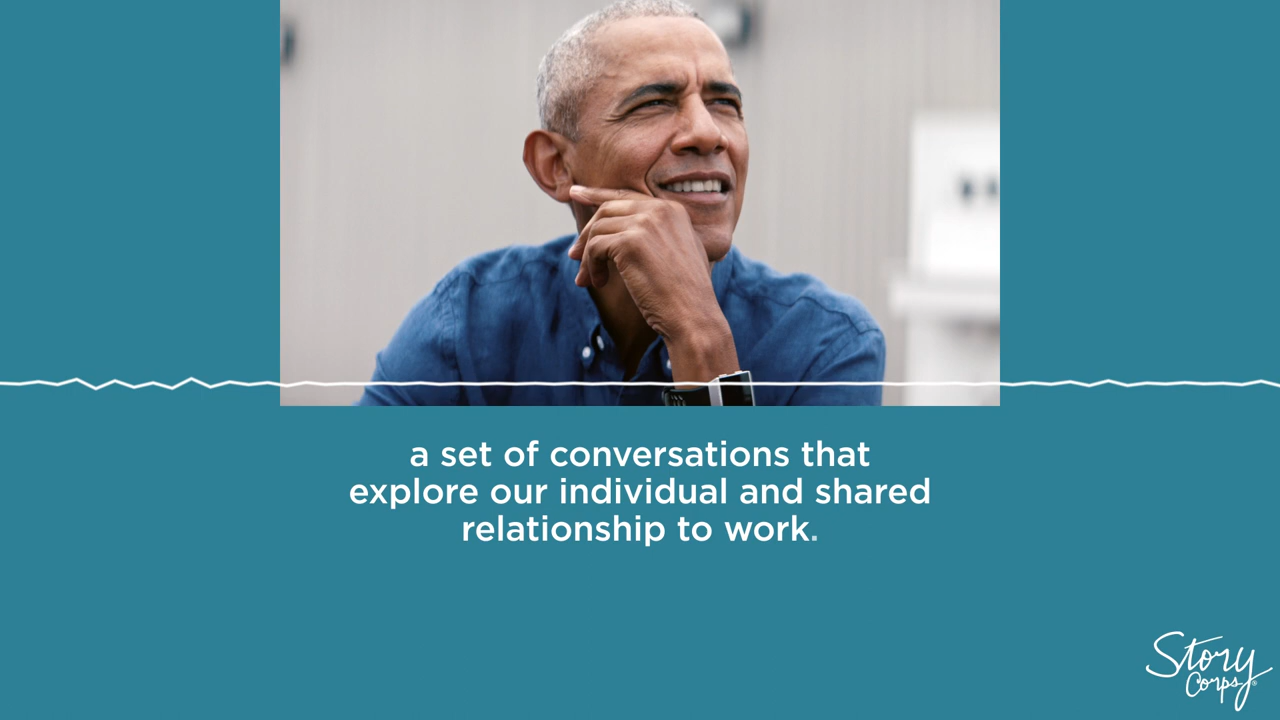 a set of conversations that
explore our individual and shared
relationship to work.
Story
Corps®